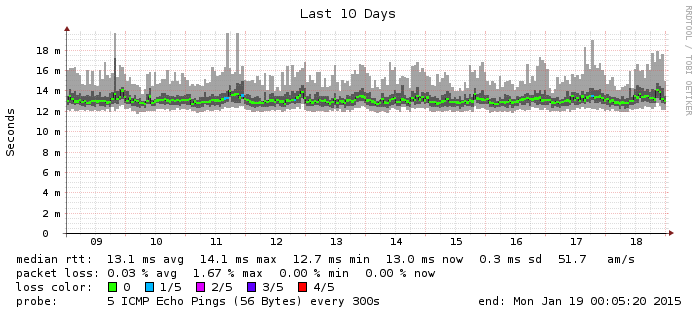 Last 10 Days
RRDTOOL / TOBI OETIKER
Seconds
18 m
16 m
14 m
12 m
10 m
8 m
6 m
4 m
2 m
0
09 10 11 12 13 14 15 16 17 18
median rtt: 13.1 ms avg 14.1 ms max 12.7 ms min 13.0 ms now 0.3 ms sd 51.7 am/s
packet loss: 0.03 % avg 1.67 % max 0.00 % min 0.00 % now
loss color: 0 1/5 2/5 3/5 4/5
probe: 5 ICMP Echo Pings (56 Bytes) every 300s end: Mon Jan 19 00:05:20 2015